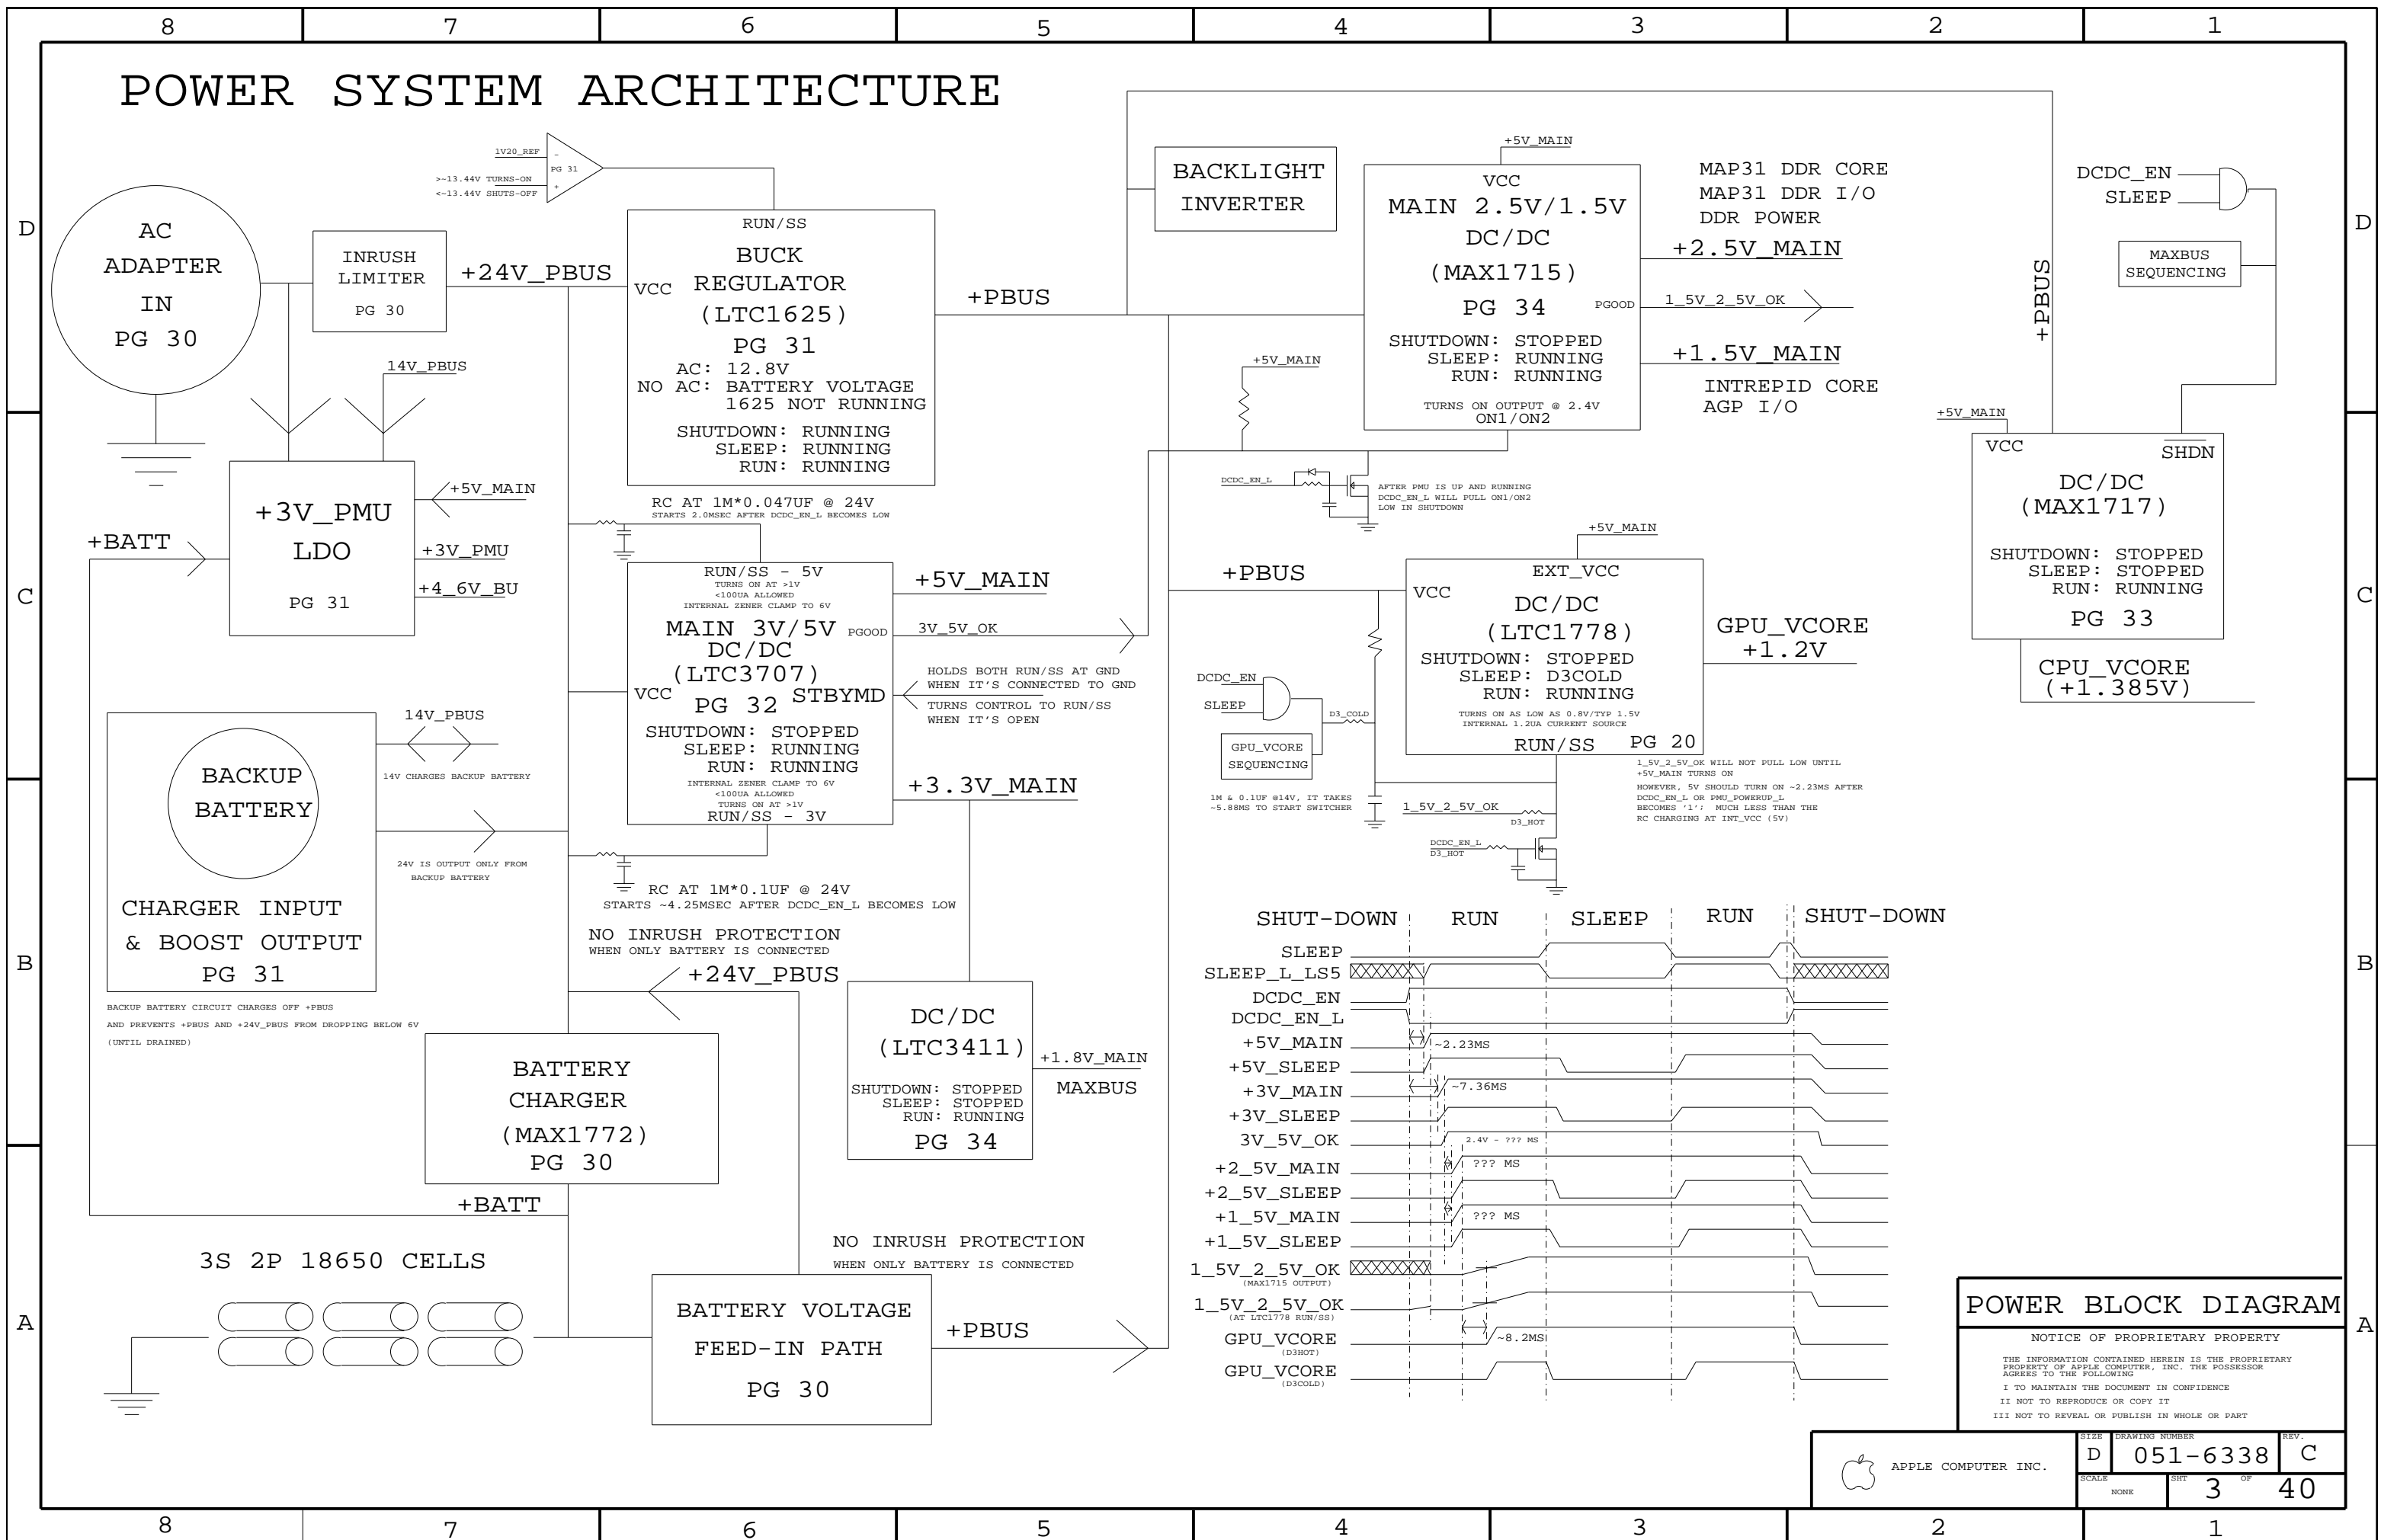 8 7 6 5 4 3 2 1
POWER SYSTEM ARCHITECTURE
D
C
B
A
AC
ADAPTER
IN
PG 30
INRUSH
LIMITER
PG 30
+24V_PBUS
1V20_REF
>~13.44V TURNS-ON
<~13.44V SHUTS-OFF
-
PG 31
+
RUN/SS
BUCK
REGULATOR
VCC
(LTC1625)
PG 31
AC: 12.8V
NO AC: BATTERY VOLTAGE
1625 NOT RUNNING
SHUTDOWN: RUNNING
SLEEP: RUNNING
RUN: RUNNING
+PBUS
14V_PBUS
+3V_PMU
LDO
PG 31
+BATT
+5V_MAIN
+3V_PMU
+4_6V_BU
RC AT 1M*0.047UF @ 24V
STARTS 2.0MSEC AFTER DCDC_EN_L BECOMES LOW
RUN/SS - 5V
TURNS ON AT >1V
<100UA ALLOWED
INTERNAL ZENER CLAMP TO 6V
MAIN 3V/5V
PGOOD
DC/DC
(LTC3707)
VCC
PG 32
STBYMD
SHUTDOWN: STOPPED
SLEEP: RUNNING
RUN: RUNNING
INTERNAL ZENER CLAMP TO 6V
<100UA ALLOWED
TURNS ON AT >1V
RUN/SS - 3V
+5V_MAIN
3V_5V_OK
HOLDS BOTH RUN/SS AT GND
WHEN IT'S CONNECTED TO GND
TURNS CONTROL TO RUN/SS
WHEN IT'S OPEN
+3.3V_MAIN
RC AT 1M*0.1UF @ 24V
STARTS ~4.25MSEC AFTER DCDC_EN_L BECOMES LOW
BACKUP
BATTERY
CHARGER INPUT
& BOOST OUTPUT
PG 31
14V_PBUS
14V CHARGES BACKUP BATTERY
24V IS OUTPUT ONLY FROM
BACKUP BATTERY
BACKUP BATTERY CIRCUIT CHARGES OFF +PBUS
AND PREVENTS +PBUS AND +24V_PBUS FROM DROPPING BELOW 6V
(UNTIL DRAINED)
NO INRUSH PROTECTION
WHEN ONLY BATTERY IS CONNECTED
+24V_PBUS
BATTERY
CHARGER
(MAX1772)
PG 30
+BATT
DC/DC
(LTC3411)
SHUTDOWN: STOPPED
SLEEP: STOPPED
RUN: RUNNING
PG 34
+1.8V_MAIN
MAXBUS
3S 2P 18650 CELLS
NO INRUSH PROTECTION
WHEN ONLY BATTERY IS CONNECTED
BATTERY VOLTAGE
FEED-IN PATH
PG 30
+PBUS
BACKLIGHT
INVERTER
+5V_MAIN
VCC
MAIN 2.5V/1.5V
DC/DC
(MAX1715)
PG 34
PGOOD
SHUTDOWN: STOPPED
SLEEP: RUNNING
RUN: RUNNING
TURNS ON OUTPUT @ 2.4V
ON1/ON2
MAP31 DDR CORE
MAP31 DDR I/O
DDR POWER
+2.5V_MAIN
1_5V_2_5V_OK
+1.5V_MAIN
INTREPID CORE
AGP I/O
+5V_MAIN
DCDC_EN_L
AFTER PMU IS UP AND RUNNING
DCDC_EN_L WILL PULL ON1/ON2
LOW IN SHUTDOWN
DCDC_EN
SLEEP
MAXBUS
SEQUENCING
+PBUS
+5V_MAIN
VCC
SHDN
DC/DC
(MAX1717)
SHUTDOWN: STOPPED
SLEEP: STOPPED
RUN: RUNNING
PG 33
CPU_VCORE
(+1.385V)
+PBUS
+5V_MAIN
EXT_VCC
VCC
DC/DC
(LTC1778)
SHUTDOWN: STOPPED
SLEEP: D3COLD
RUN: RUNNING
TURNS ON AS LOW AS 0.8V/TYP 1.5V
INTERNAL 1.2UA CURRENT SOURCE
RUN/SS
PG 20
GPU_VCORE
+1.2V
DCDC_EN
SLEEP
D3_COLD
GPU_VCORE
SEQUENCING
1M & 0.1UF @14V, IT TAKES
~5.88MS TO START SWITCHER
1_5V_2_5V_OK
D3_HOT
DCDC_EN_L
D3_HOT
1_5V_2_5V_OK WILL NOT PULL LOW UNTIL
+5V_MAIN TURNS ON
HOWEVER, 5V SHOULD TURN ON ~2.23MS AFTER
DCDC_EN_L OR PMU_POWERUP_L
BECOMES '1'; MUCH LESS THAN THE
RC CHARGING AT INT_VCC (5V)
SHUT-DOWN RUN SLEEP RUN SHUT-DOWN
SLEEP
SLEEP_L_LS5
DCDC_EN
DCDC_EN_L
+5V_MAIN
~2.23MS
+5V_SLEEP
+3V_MAIN
~7.36MS
+3V_SLEEP
3V_5V_OK
2.4V - ??? MS
+2_5V_MAIN
??? MS
+2_5V_SLEEP
+1_5V_MAIN
??? MS
+1_5V_SLEEP
1_5V_2_5V_OK
(MAX1715 OUTPUT)
1_5V_2_5V_OK
(AT LTC1778 RUN/SS)
GPU_VCORE
(D3HOT)
~8.2MS
GPU_VCORE
(D3COLD)
POWER BLOCK DIAGRAM
NOTICE OF PROPRIETARY PROPERTY
THE INFORMATION CONTAINED HEREIN IS THE PROPRIETARY
PROPERTY OF APPLE COMPUTER, INC. THE POSSESSOR
AGREES TO THE FOLLOWING
I TO MAINTAIN THE DOCUMENT IN CONFIDENCE
II NOT TO REPRODUCE OR COPY IT
III NOT TO REVEAL OR PUBLISH IN WHOLE OR PART
APPLE COMPUTER INC.
SIZE
D
DRAWING NUMBER
051-6338
REV.
C
SCALE
NONE
SHT
3
OF
40
D
C
B
A
8 7 6 5 4 3 2 1